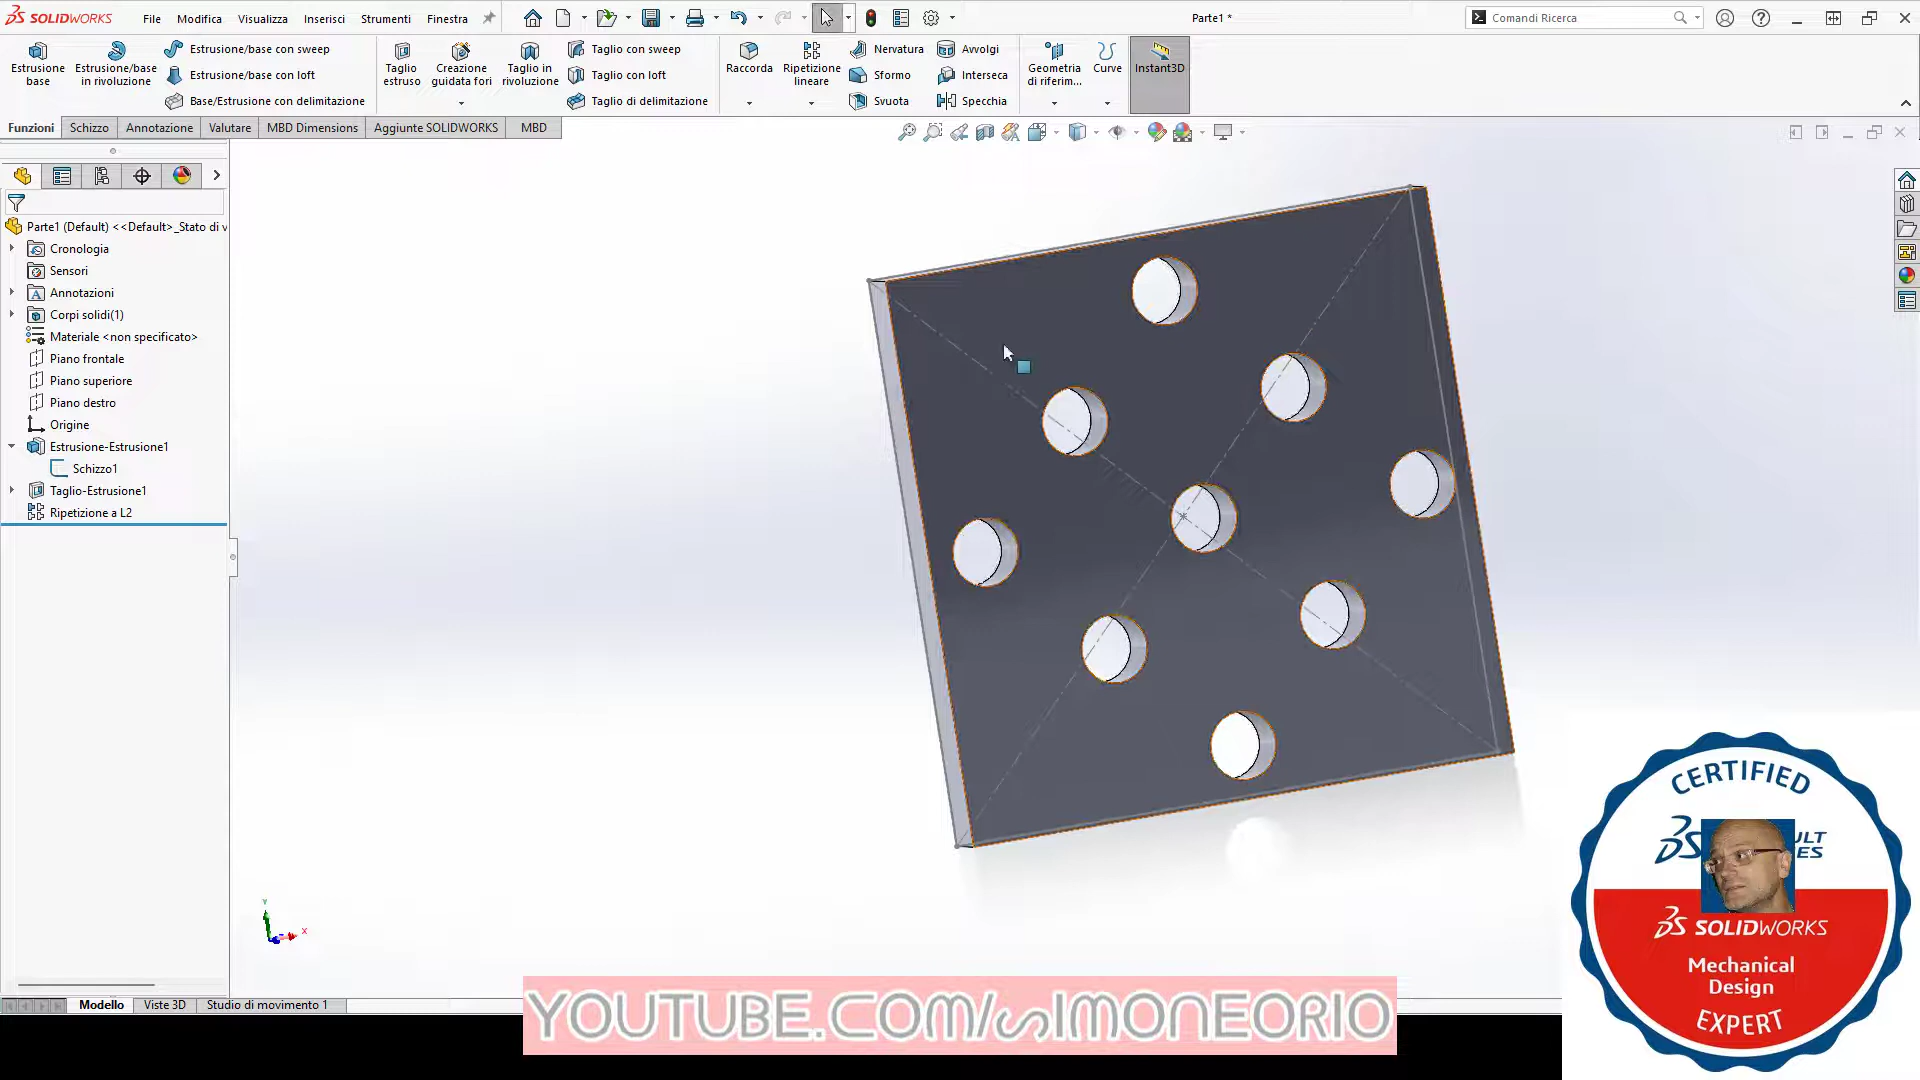 SOLIDWORKS
File Modifica Visualizza Inserisci Strumenti Finestra
Parte1 *
Comandi Ricerca
Estrusione base
Estrusione/base in rivoluzione
Estrusione/base con sweep
Estrusione/base con loft
Base/Estrusione con delimitazione
Taglio estruso
Creazione guidata fori
Taglio in rivoluzione
Taglio con sweep
Taglio con loft
Taglio di delimitazione
Raccorda
Ripetizione lineare
Nervatura
Sformo
Svuota
Avvolgi
Interseca
Specchia
Geometria di riferim...
Curve
Instant3D
Funzioni Schizzo Annotazione Valutare MBD Dimensions Aggiunte SOLIDWORKS MBD
Parte1 (Default) <<Default>_Stato di v
Cronologia
Sensori
Annotazioni
Corpi solidi(1)
Materiale <non specificato>
Piano frontale
Piano superiore
Piano destro
Origine
Estrusione-Estrusione1
Schizzo1
Taglio-Estrusione1
Ripetizione a L2
Y
X
Modello Viste 3D Studio di movimento 1
YOUTUBE.COM/SIMONEORIO
CERTIFIED
SOLIDWORKS
Mechanical
Design
EXPERT